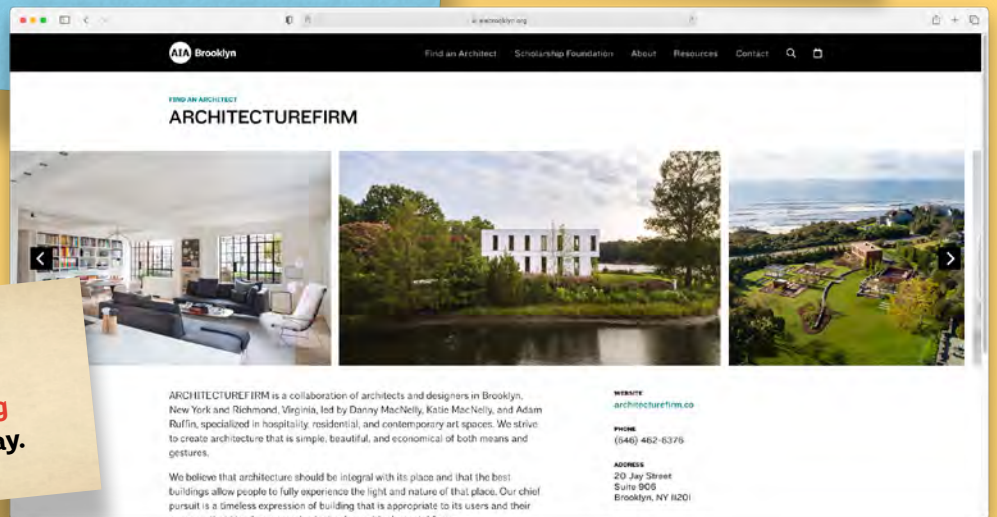 aiabrooklyn.org
AIA Brooklyn
Find an Architect Scholarship Foundation About Resources Contact
FIND AN ARCHITECT
ARCHITECTUREFIRM
ARCHITECTUREFIRM is a collaboration of architects and designers in Brooklyn,
New York and Richmond, Virginia, led by Danny MacNelly, Katie MacNelly, and Adam
Ruffin, specialized in hospitality, residential, and contemporary art spaces. We strive
to create architecture that is simple, beautiful, and economical of both means and
gestures.
We believe that architecture should be integral with its place and that the best
buildings allow people to fully experience the light and nature of that place. Our chief
pursuit is a timeless expression of building that is appropriate to its users and their
WEBSITE
architecturefirm.co
PHONE
(646) 462-6376
ADDRESS
20 Jay Street
Suite 906
Brooklyn, NY 11201